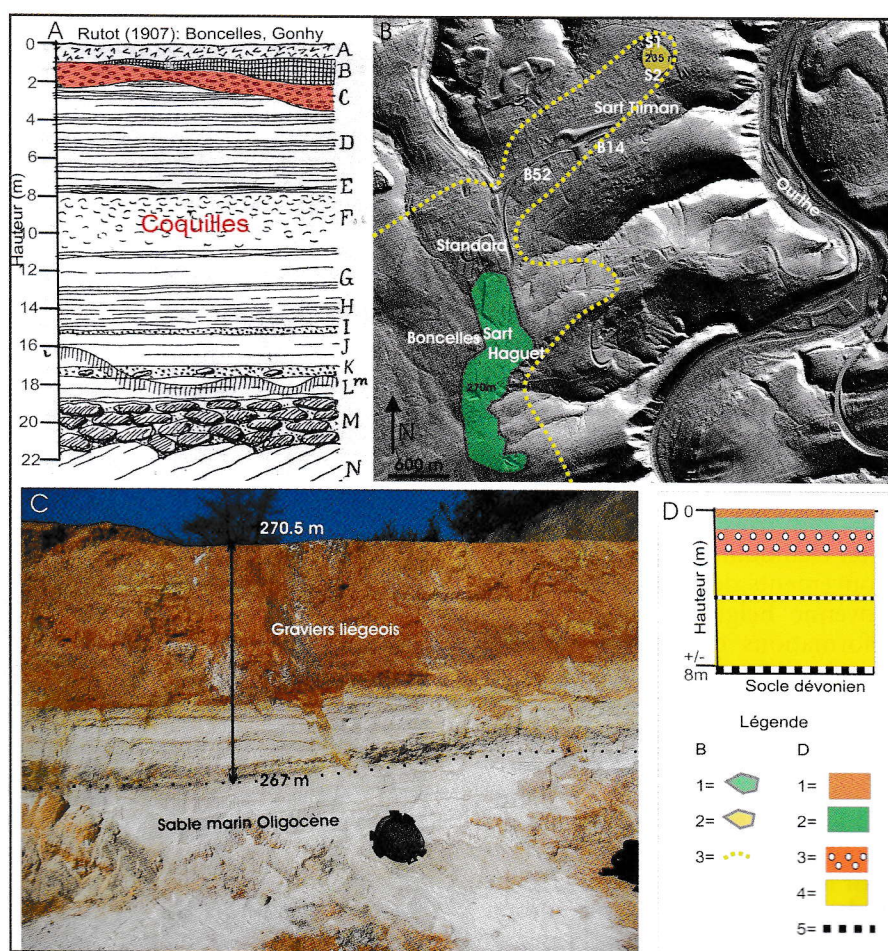 A Rutot (1907): Boncelles, Gonhy
Hauteur (m)
0
2
4
6
8
10
12
14
16
18
20
22
A
B
C
D
E
F
Coquilles
G
H
I
J
K
L m
M
N
B
S1
265 m
S2
Sart Tilman
B14
B52
Ourthe
Standard
Boncelles
Sart
Haguet
270m
N
600 m
C
270.5 m
Graviers liégeois
267 m
Sable marin Oligocène
D
0
Hauteur (m)
+/-
8m
Socle dévonien
Légende
B D
1= 1=
2= 2=
3= 3=
4=
5=